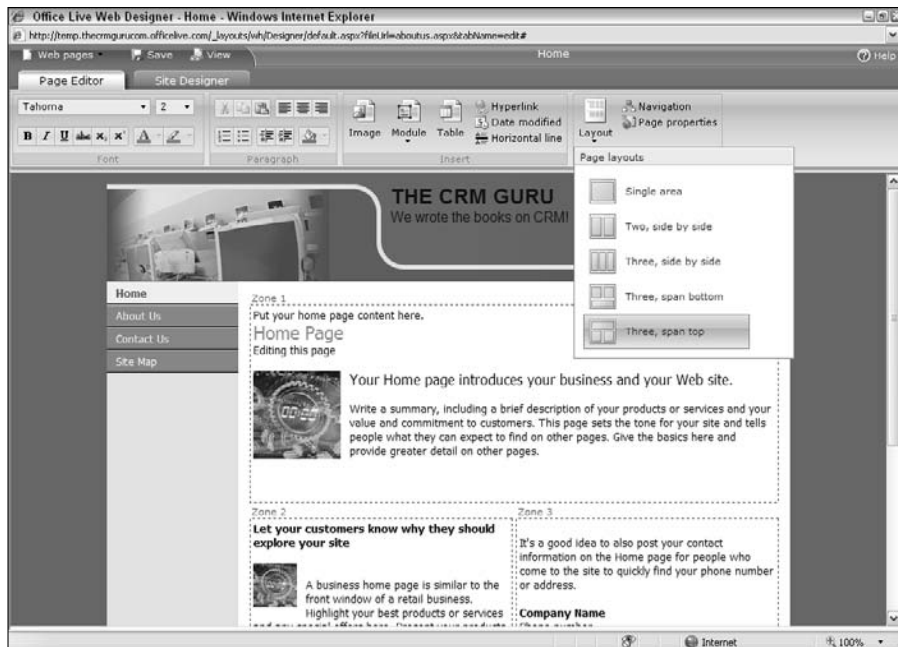 Office Live Web Designer - Home - Windows Internet Explorer
http://temp.thecrmgurucom.officelive.com/_layouts/wh/Designer/default.aspx?fileUrl=aboutus.aspx&tabName=edit#
Web pages Save View Home Help
Page Editor Site Designer
Tahoma 2
B I U abc x, x' A
Font
Paragraph
Image Module Table
Hyperlink
Date modified
Horizontal line
Insert
Layout
Navigation
Page properties
Page layouts
Single area
Two, side by side
Three, side by side
Three, span bottom
Three, span top
THE CRM GURU
We wrote the books on CRM!
Home
About Us
Contact Us
Site Map
Zone 1
Put your home page content here.
Home Page
Editing this page
Your Home page introduces your business and your Web site.
Write a summary, including a brief description of your products or services and your
value and commitment to customers. This page sets the tone for your site and tells
people what they can expect to find on other pages. Give the basics here and
provide greater detail on other pages.
Zone 2
Let your customers know why they should
explore your site
A business home page is similar to the
front window of a retail business.
Highlight your best products or services
and any special offers here. Present your products
Zone 3
It's a good idea to also post your contact
information on the Home page for people who
come to the site to quickly find your phone number
or address.
Company Name
Phone number
Internet
100%